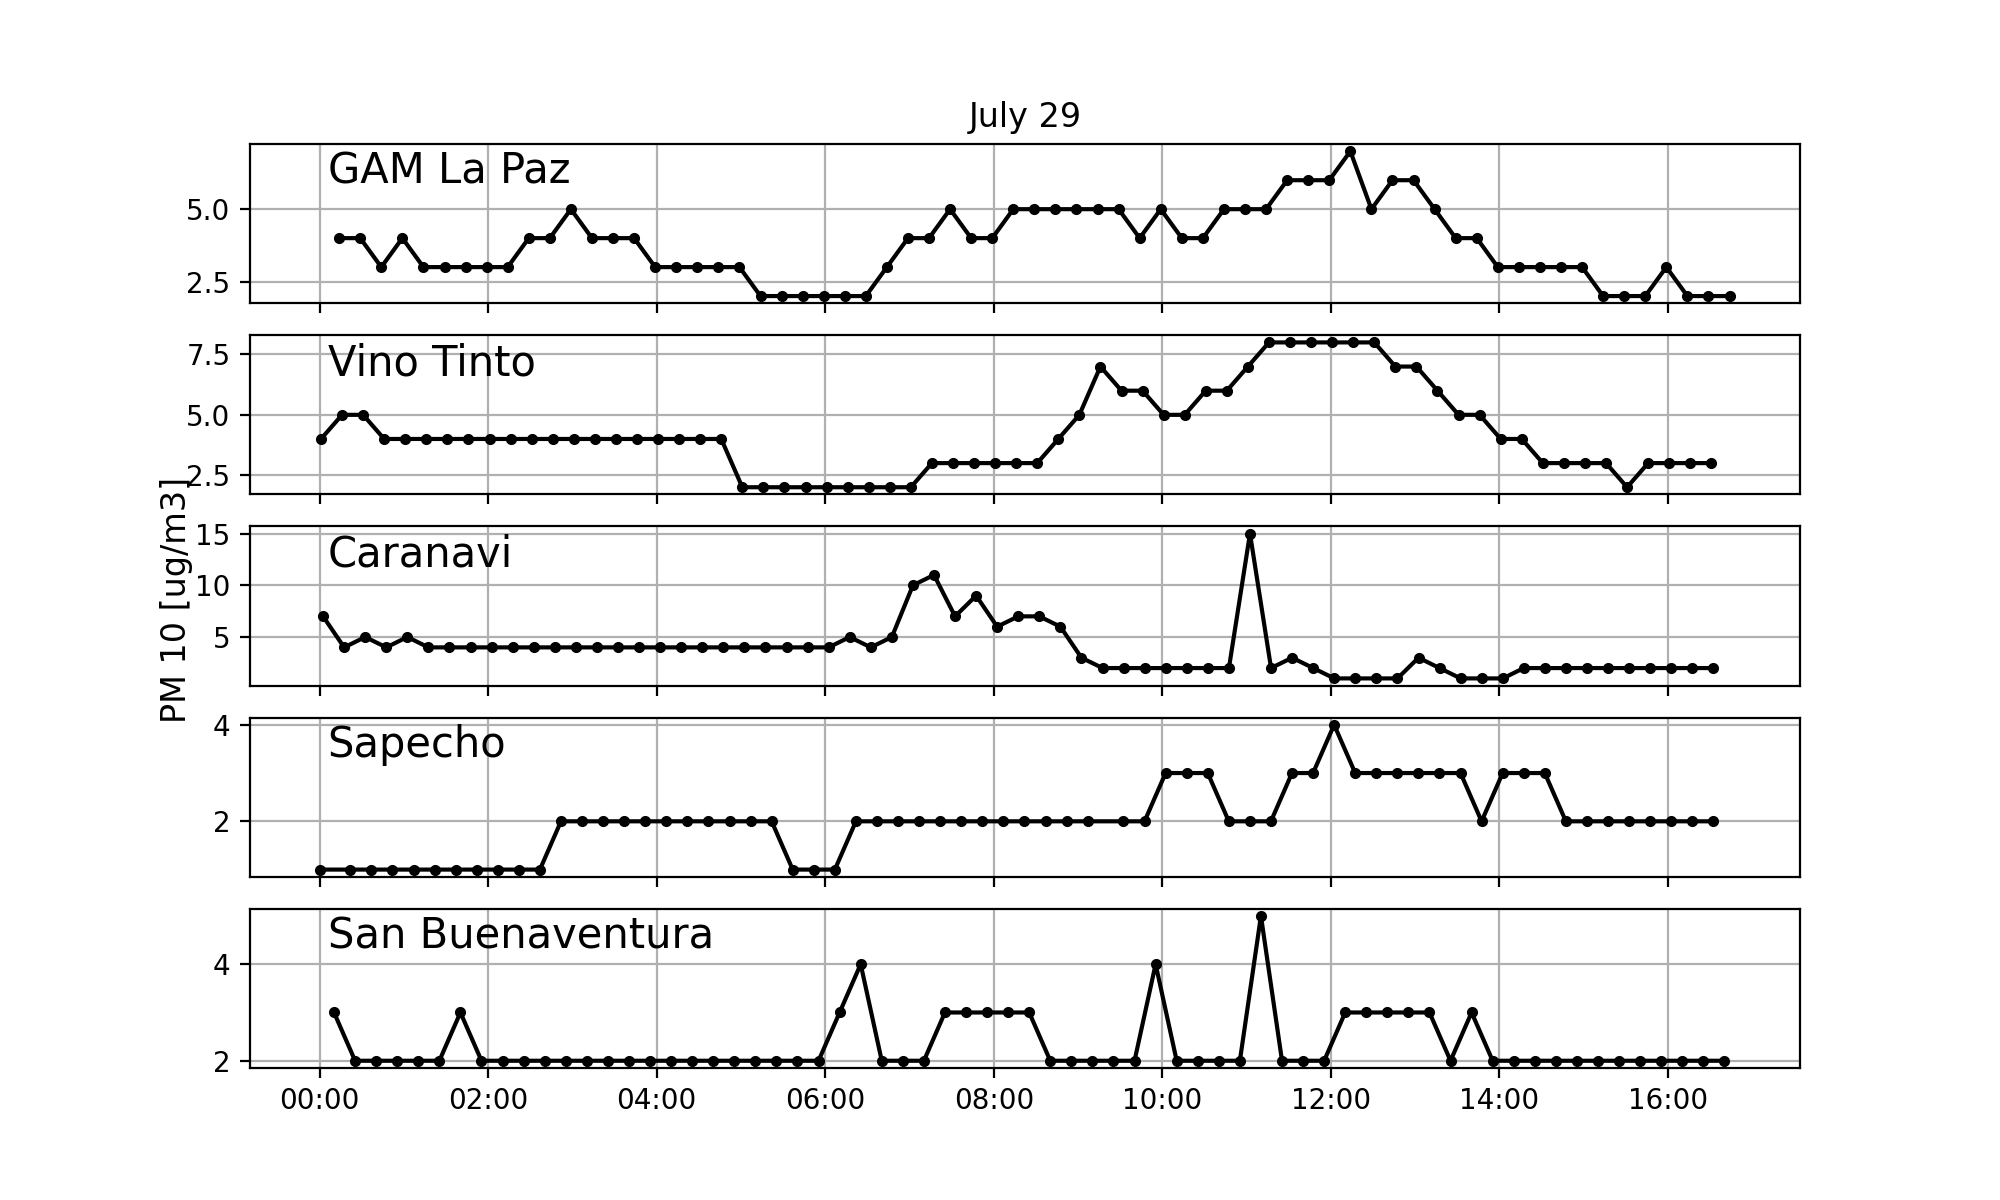 July 29
GAM La Paz
5.0
2.5
Vino Tinto
7.5
5.0
2.5
PM 10 [ug/m3]
Caranavi
15
10
5
Sapecho
4
2
San Buenaventura
4
2
00:00 02:00 04:00 06:00 08:00 10:00 12:00 14:00 16:00